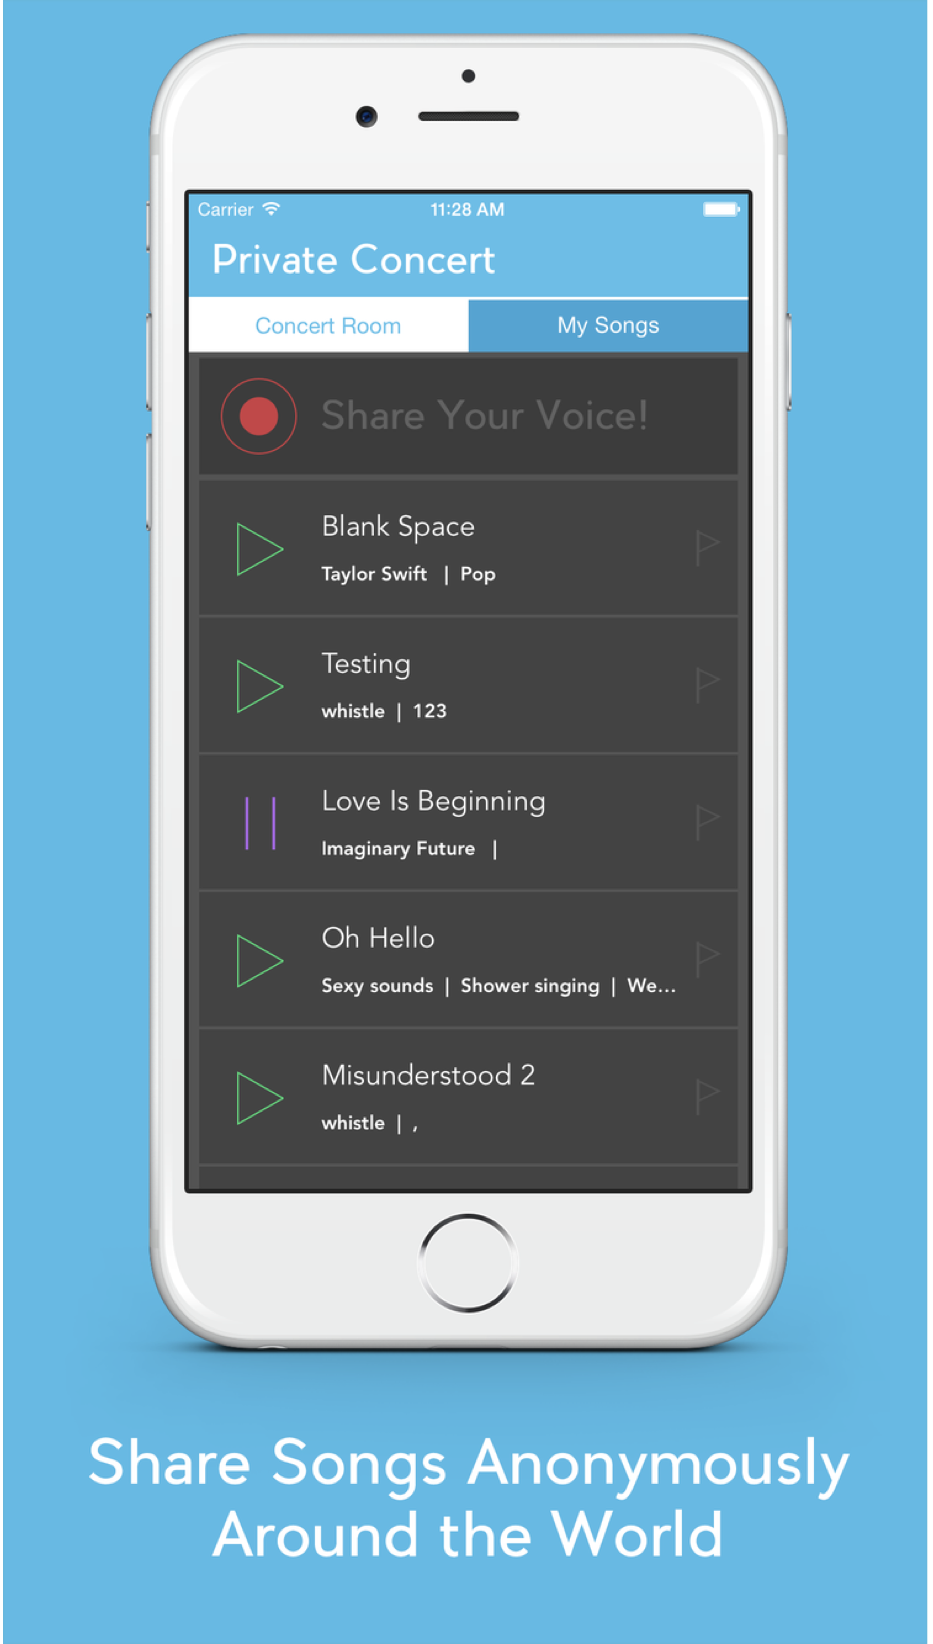 Carrier 11:28 AM
Private Concert
Concert Room My Songs
Share Your Voice!
Blank Space
Taylor Swift | Pop
Testing
whistle | 123
Love Is Beginning
Imaginary Future |
Oh Hello
Sexy sounds | Shower singing | We...
Misunderstood 2
whistle | ,
Share Songs Anonymously
Around the World